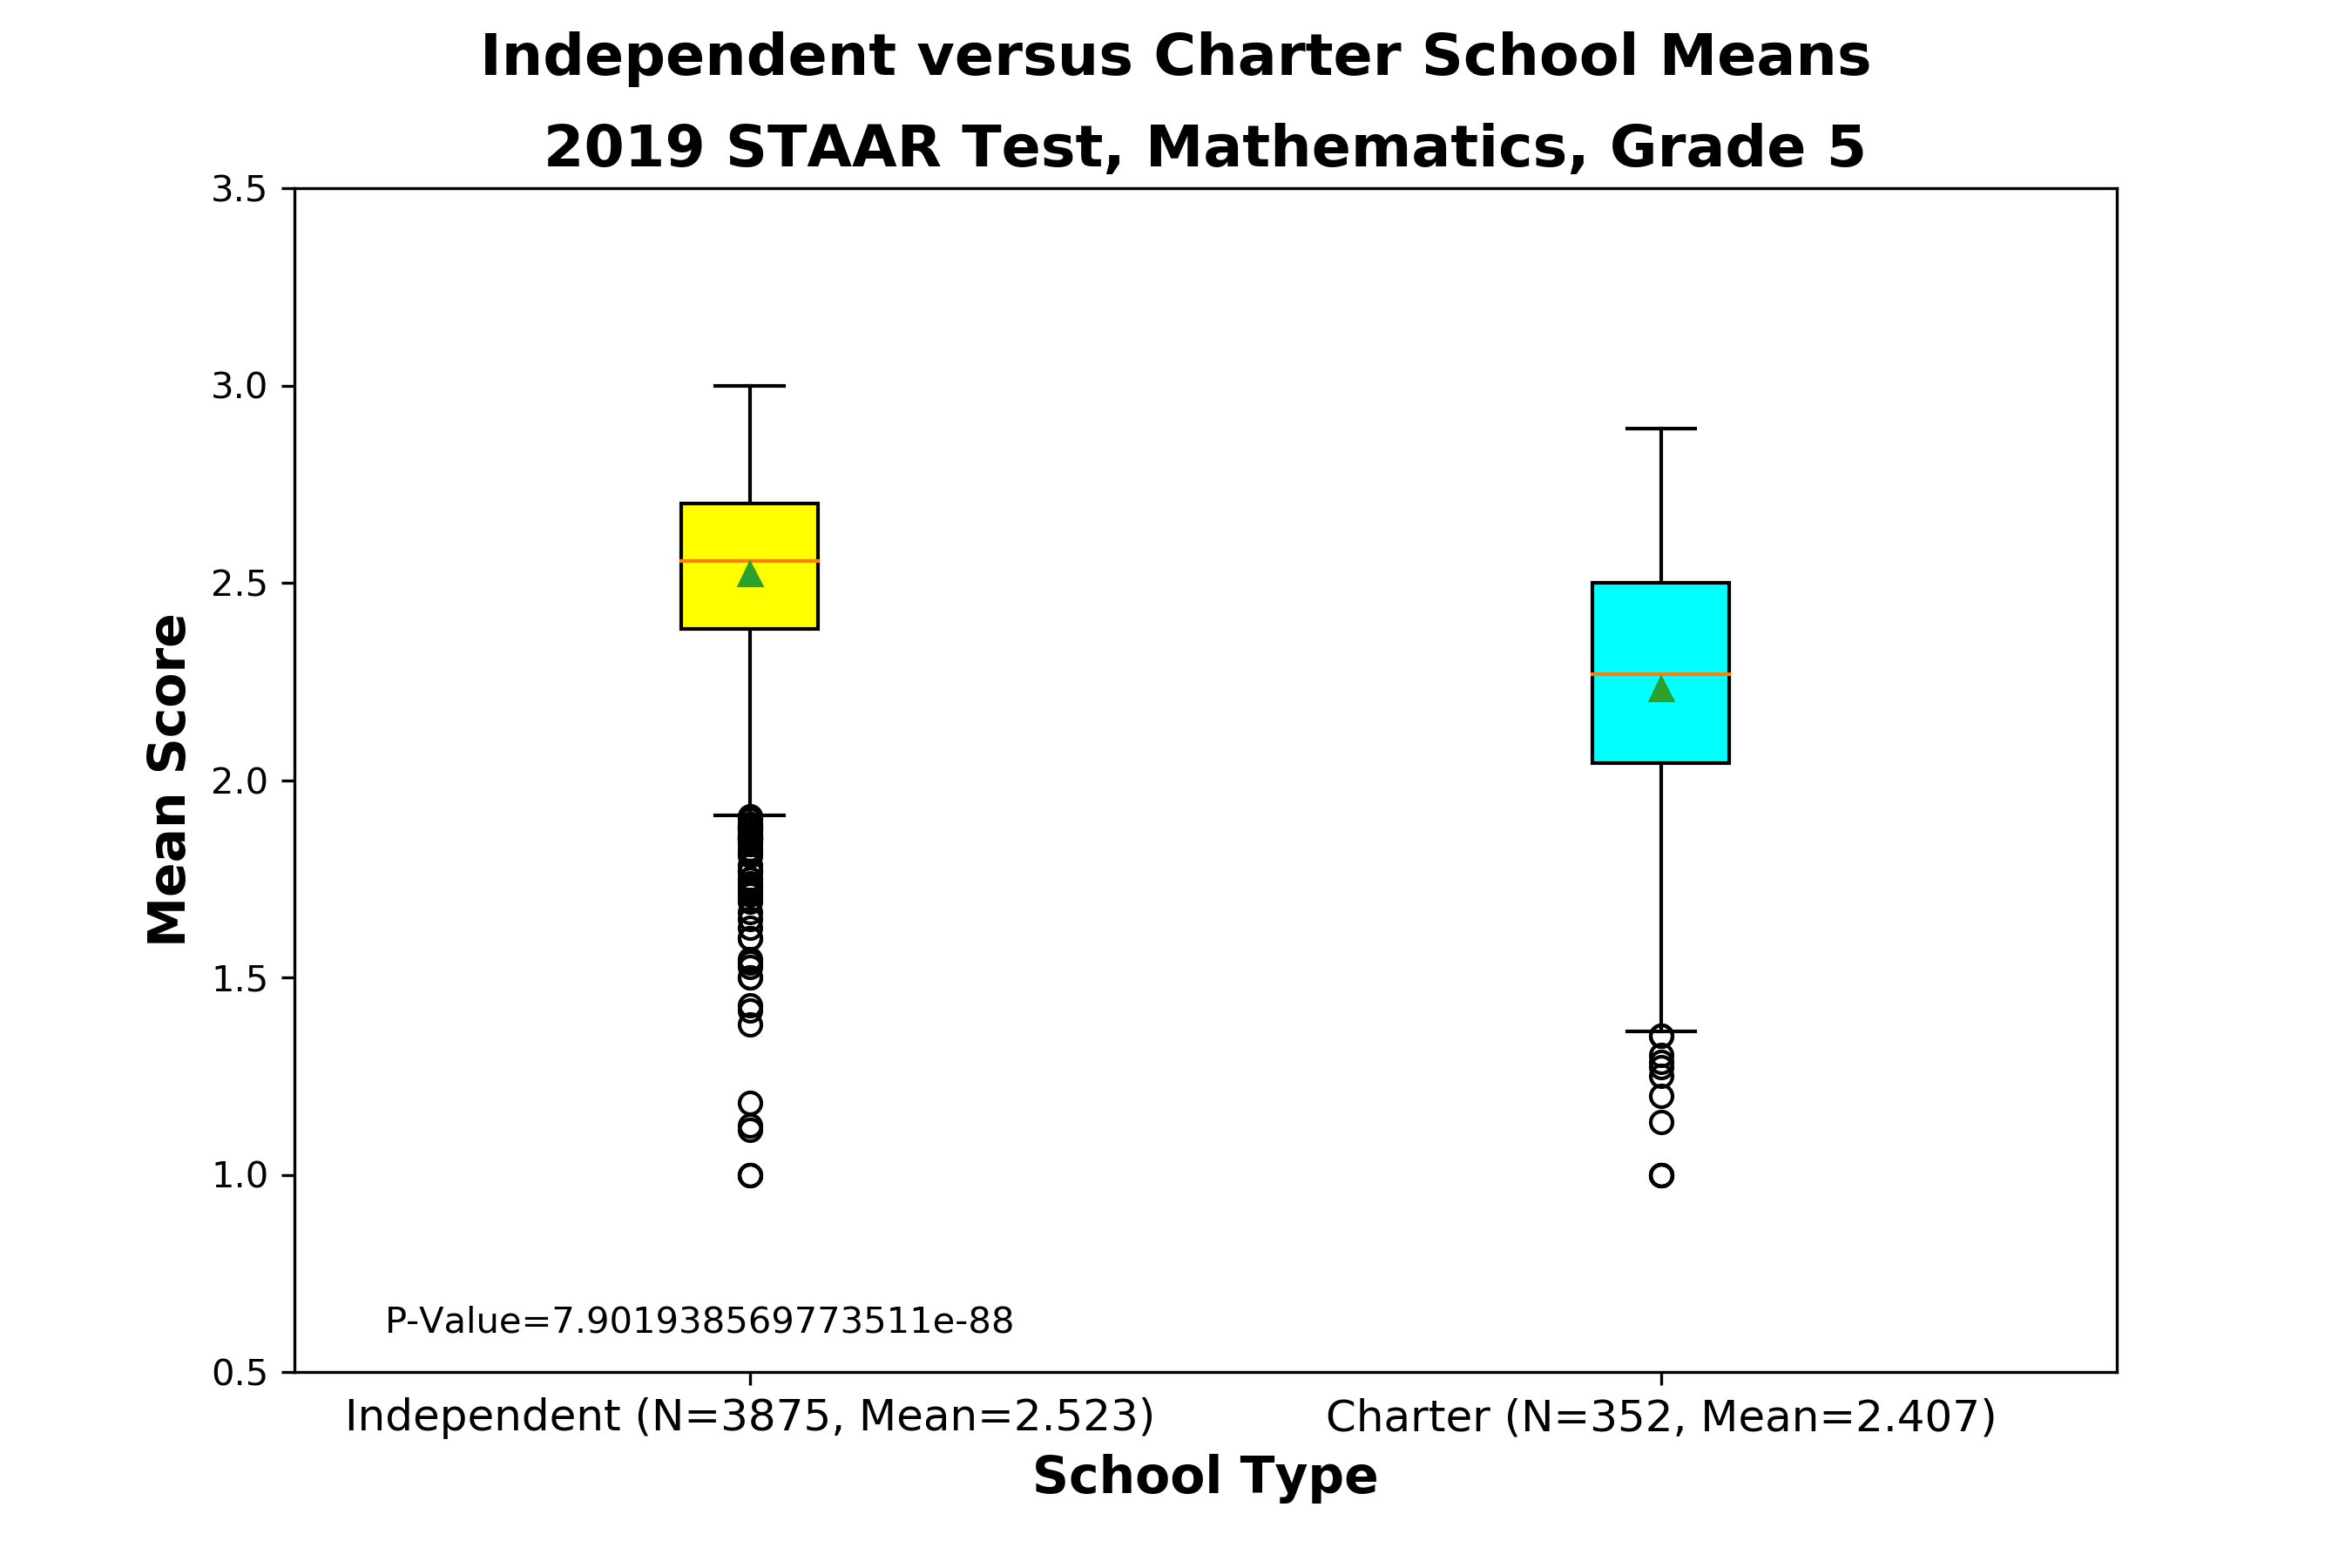 Independent versus Charter School Means
2019 STAAR Test, Mathematics, Grade 5
3.5
3.0
2.5
2.0
1.5
1.0
0.5
Mean Score
P-Value=7.901938569773511e-88
Independent (N=3875, Mean=2.523)
Charter (N=352, Mean=2.407)
School Type